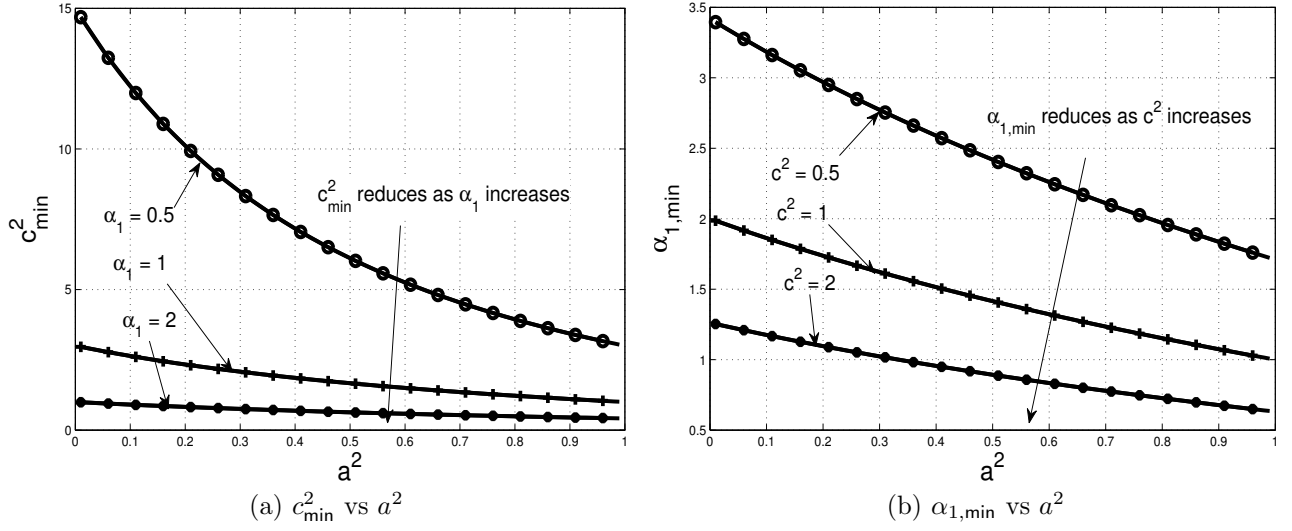 15
10
5
0
c²min
α1 = 0.5
α1 = 1
α1 = 2
c²min reduces as α1 increases
0 0.1 0.2 0.3 0.4 0.5 0.6 0.7 0.8 0.9 1
a²
(a) c²min vs a²
3.5
3
2.5
2
1.5
1
0.5
α1,min
α1,min reduces as c² increases
c² = 0.5
c² = 1
c² = 2
0 0.1 0.2 0.3 0.4 0.5 0.6 0.7 0.8 0.9 1
a²
(b) α1,min vs a²